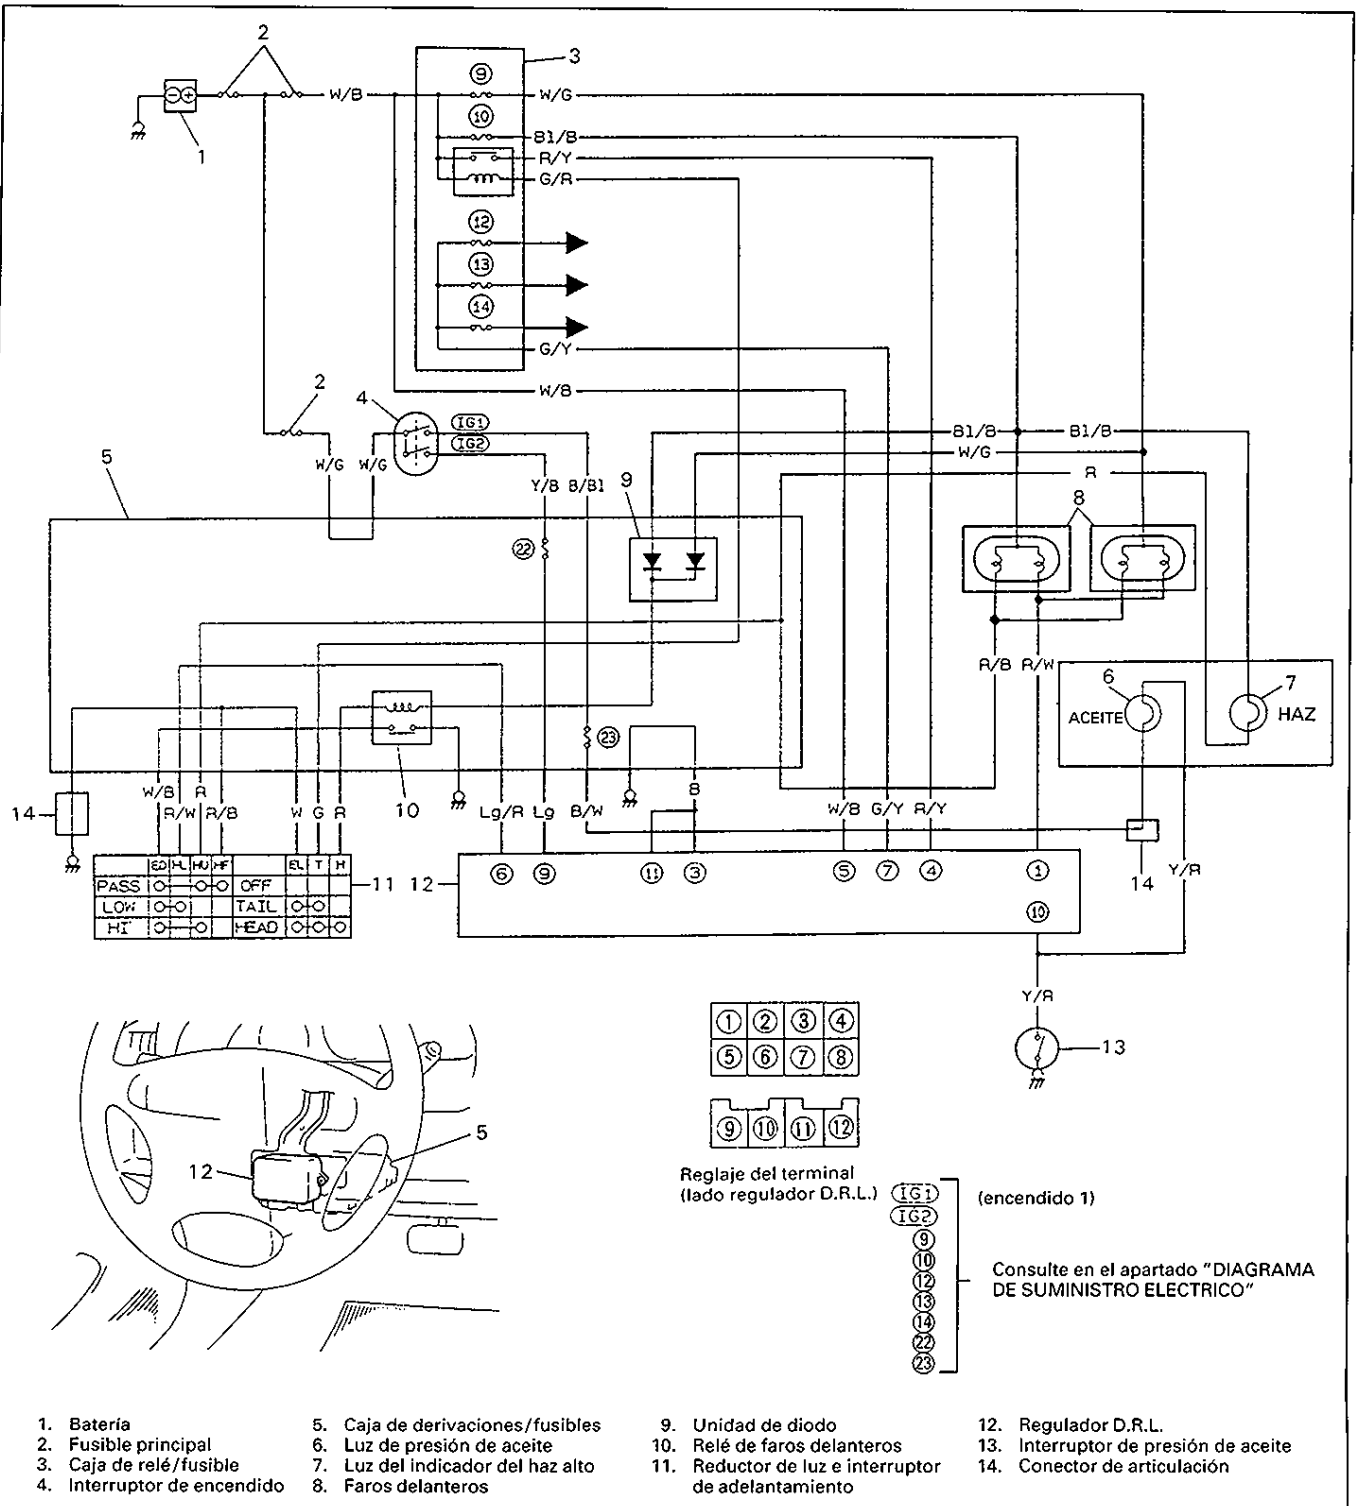 2
3
⑨
W/B
W/G
⑩
1
Bl/B
R/Y
G/R
⑫
⑬
⑭
G/Y
2
4
W/B
IG1
IG2
Bl/B
Bl/B
W/G
5
W/G
W/G
Y/B
B/Bl
9
R
8
㉒
R/B
R/W
6
7
ACEITE
HAZ
㉓
14
W/B
R
R/W
R/B
W
G
R
10
Lg/R
Lg
B/W
B
W/B
G/Y
R/Y
ED HL HU HF EL T H
PASS OFF
LOW TAIL
HI HEAD
11
12
⑥ ⑨ ⑪ ③ ⑤ ⑦ ④ ①
⑩
14
Y/R
Y/R
13
① ② ③ ④
⑤ ⑥ ⑦ ⑧
⑨ ⑩ ⑪ ⑫
5
12
Reglaje del terminal
(lado regulador D.R.L.)
IG1
(encendido 1)
IG2
⑨
⑩
⑫
⑬
⑭
㉒
㉓
Consulte en el apartado "DIAGRAMA
DE SUMINISTRO ELECTRICO"
1. Batería
2. Fusible principal
3. Caja de relé/fusible
4. Interruptor de encendido
5. Caja de derivaciones/fusibles
6. Luz de presión de aceite
7. Luz del indicador del haz alto
8. Faros delanteros
9. Unidad de diodo
10. Relé de faros delanteros
11. Reductor de luz e interruptor
de adelantamiento
12. Regulador D.R.L.
13. Interruptor de presión de aceite
14. Conector de articulación